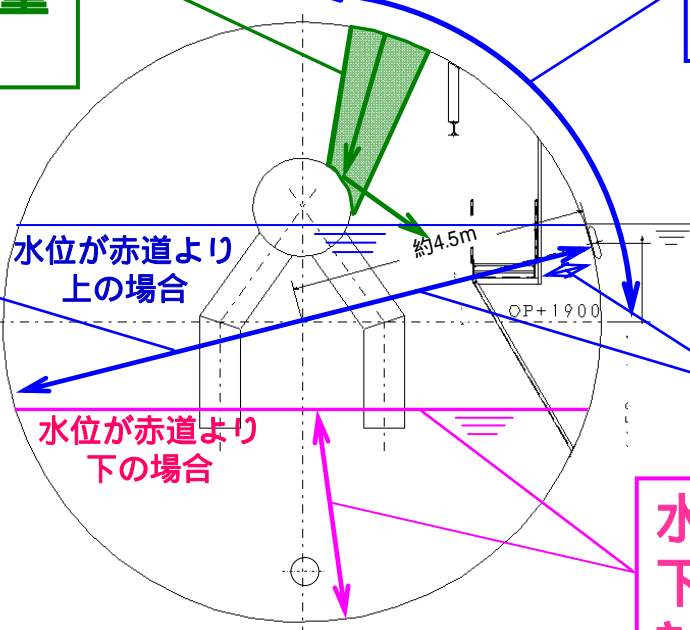 量
約4.5m
水位が赤道より
上の場合
OP+1900
水位が赤道より
下の場合
水
下